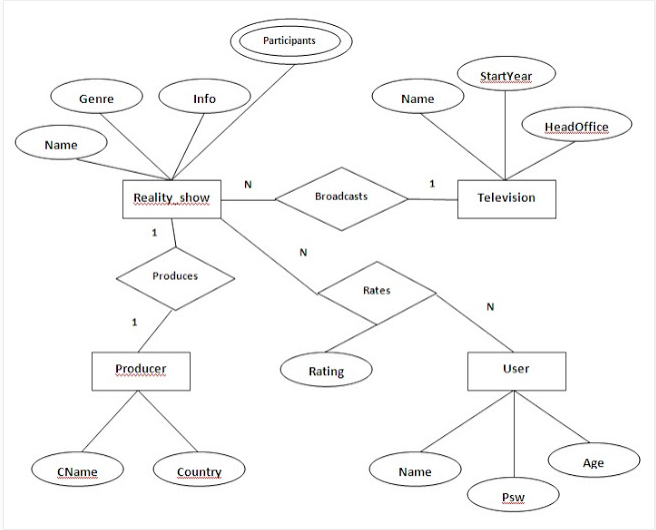 Participants
StartYear
Genre
Info
Name
HeadOffice
Name
N
1
Reality_show
Broadcasts
Television
1
N
Produces
Rates
1
N
Producer
Rating
User
CName
Country
Name
Age
Psw